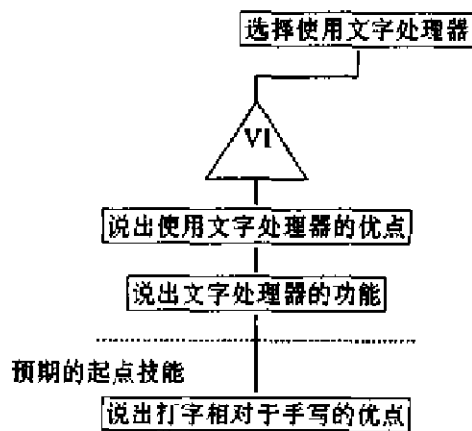 选择使用文字处理器
VI
说出使用文字处理器的优点
说出文字处理器的功能
预期的起点技能
说出打字相对于手写的优点